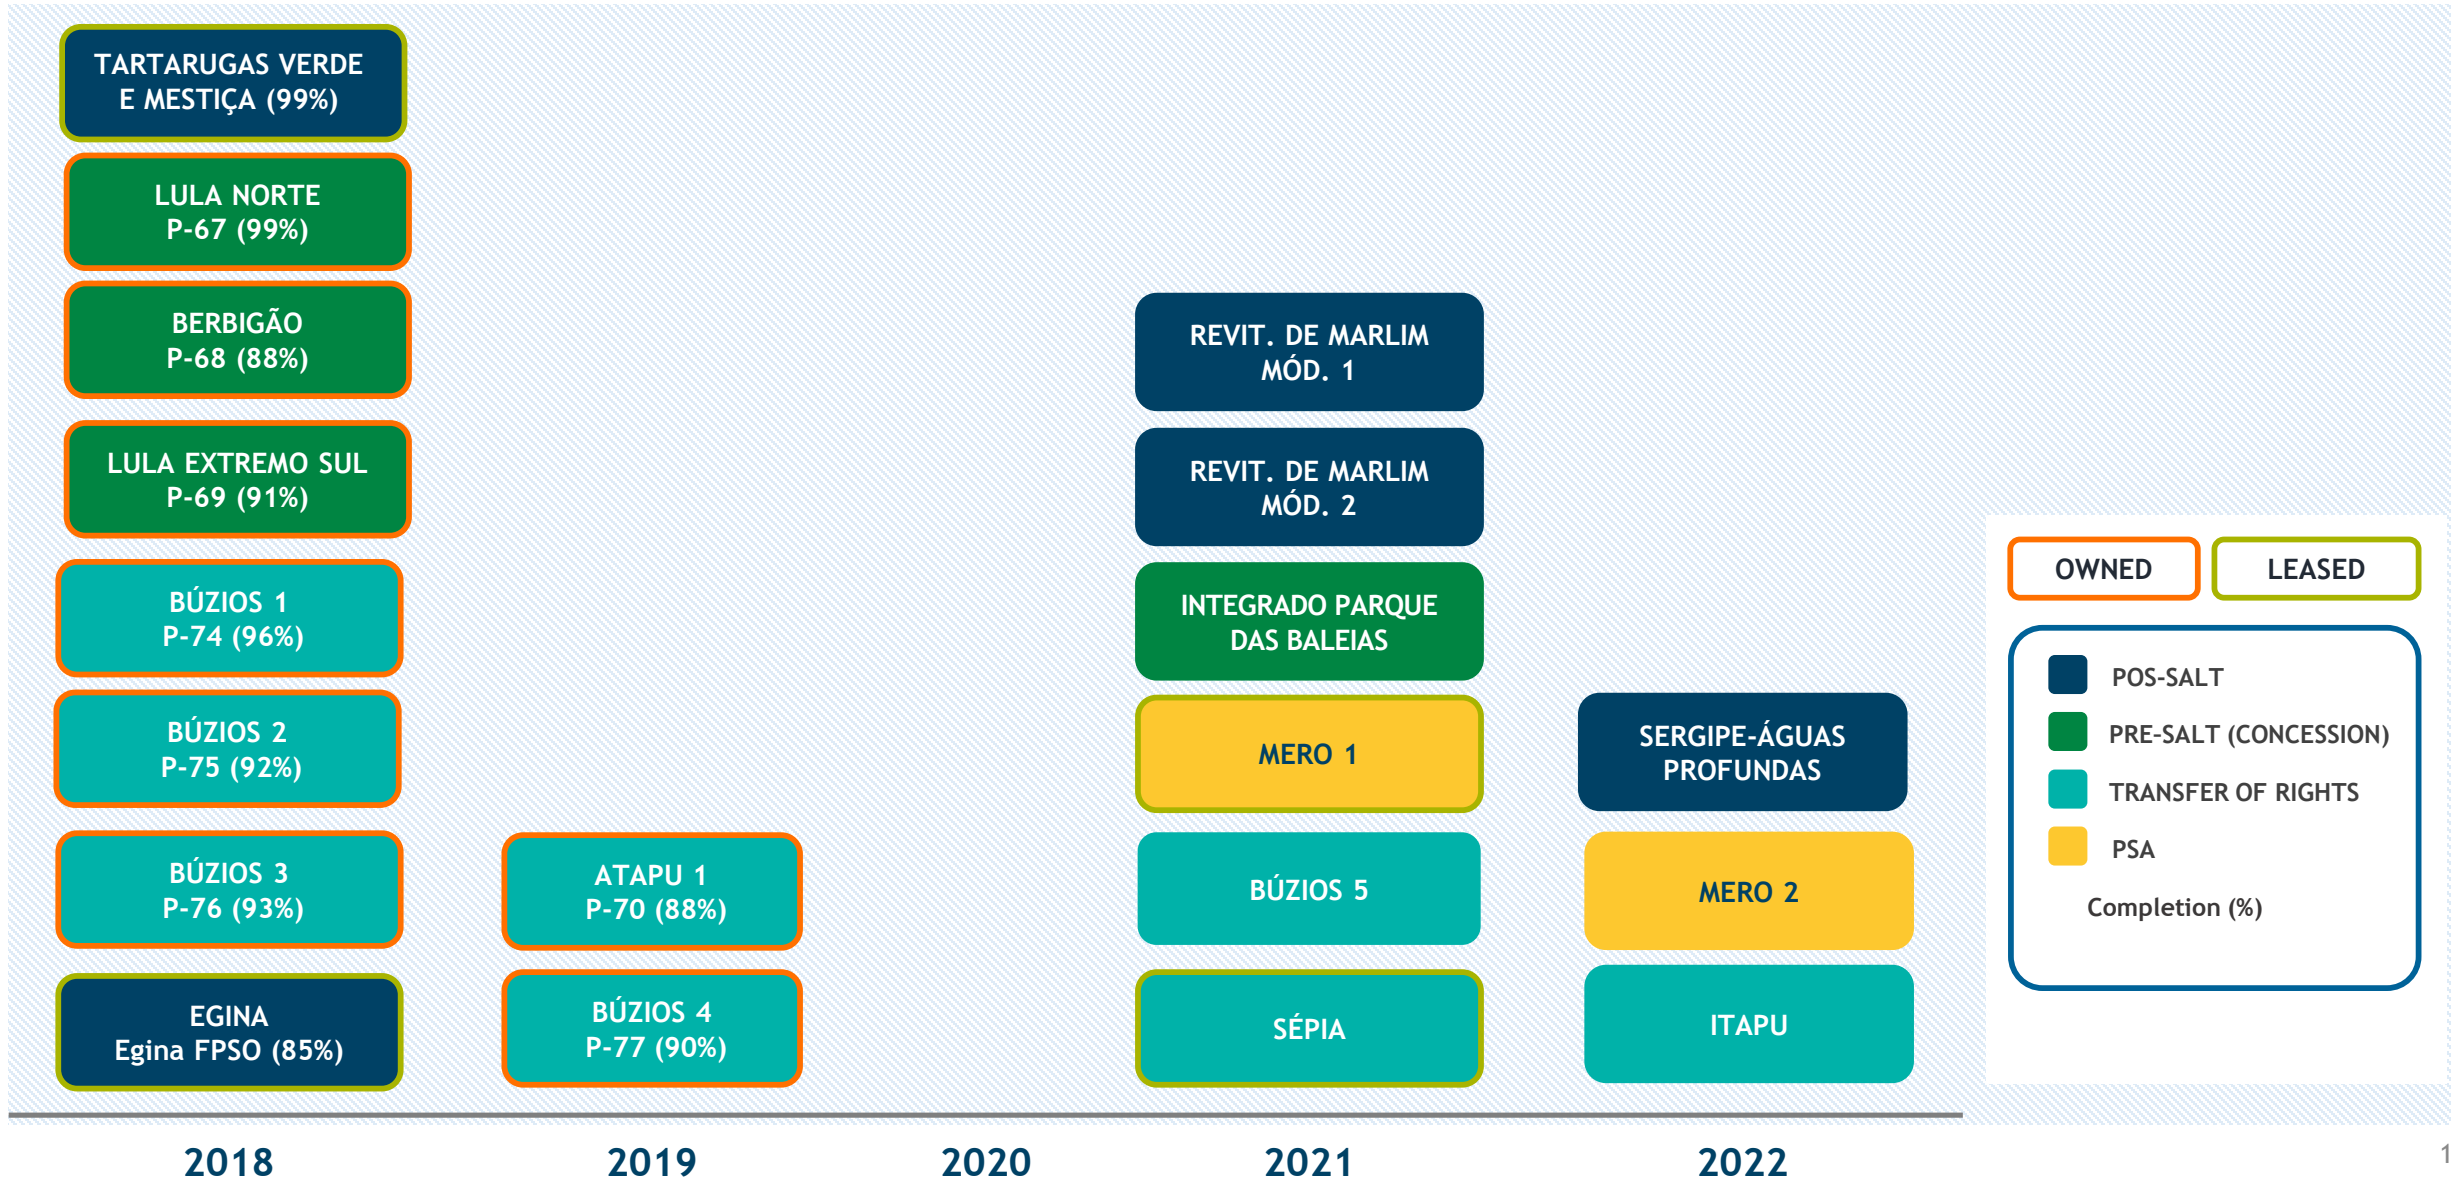 TARTARUGAS VERDE
E MESTIÇA (99%)
LULA NORTE
P-67 (99%)
BERBIGÃO
P-68 (88%)
LULA EXTREMO SUL
P-69 (91%)
BÚZIOS 1
P-74 (96%)
BÚZIOS 2
P-75 (92%)
BÚZIOS 3
P-76 (93%)
EGINA
Egina FPSO (85%)
ATAPU 1
P-70 (88%)
BÚZIOS 4
P-77 (90%)
REVIT. DE MARLIM
MÓD. 1
REVIT. DE MARLIM
MÓD. 2
INTEGRADO PARQUE
DAS BALEIAS
MERO 1
BÚZIOS 5
SÉPIA
SERGIPE-ÁGUAS
PROFUNDAS
MERO 2
ITAPU
OWNED
LEASED
POS-SALT
PRE-SALT (CONCESSION)
TRANSFER OF RIGHTS
PSA
Completion (%)
2018
2019
2020
2021
2022
1